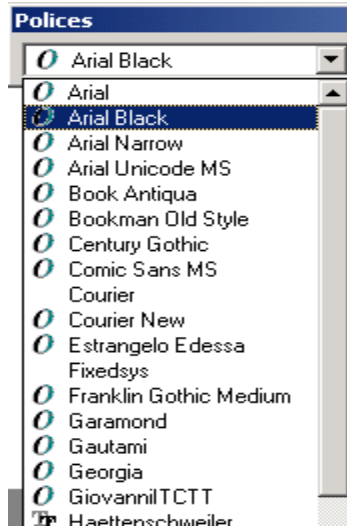 Polices
Arial Black
Arial
Arial Black
Arial Narrow
Arial Unicode MS
Book Antiqua
Bookman Old Style
Century Gothic
Comic Sans MS
Courier
Courier New
Estrangelo Edessa
Fixedsys
Franklin Gothic Medium
Garamond
Gautami
Georgia
GiovanniITCTT
Haettenschweiler